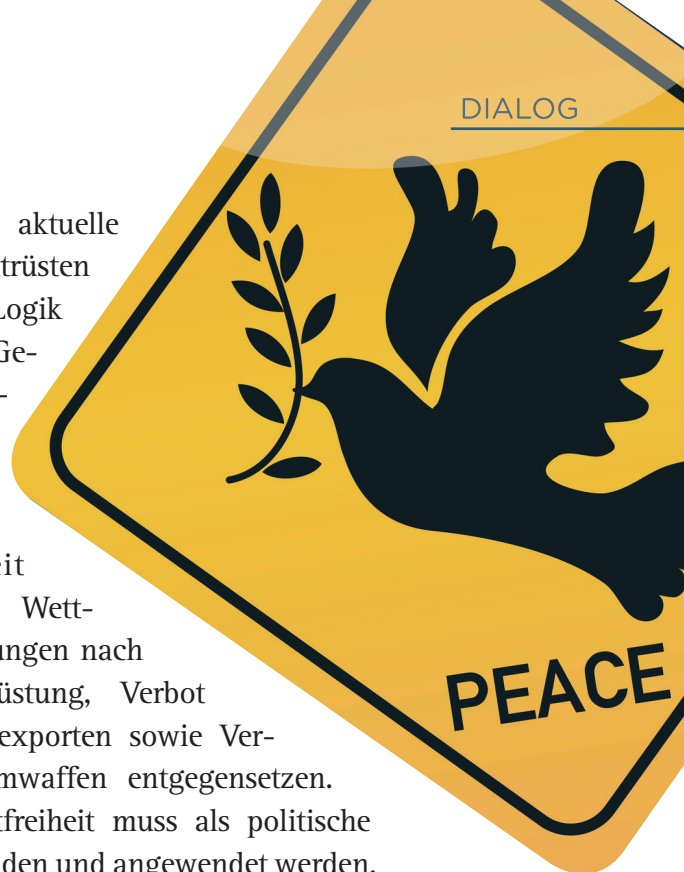 DIALOG
aktuelle
trüsten
Logik
Ge-
-
eit
Wett-
ungen nach
üstung, Verbot
exporten sowie Ver-
mwaffen entgegensetzen.
tfreiheit muss als politische
den und angewendet werden.
PEACE